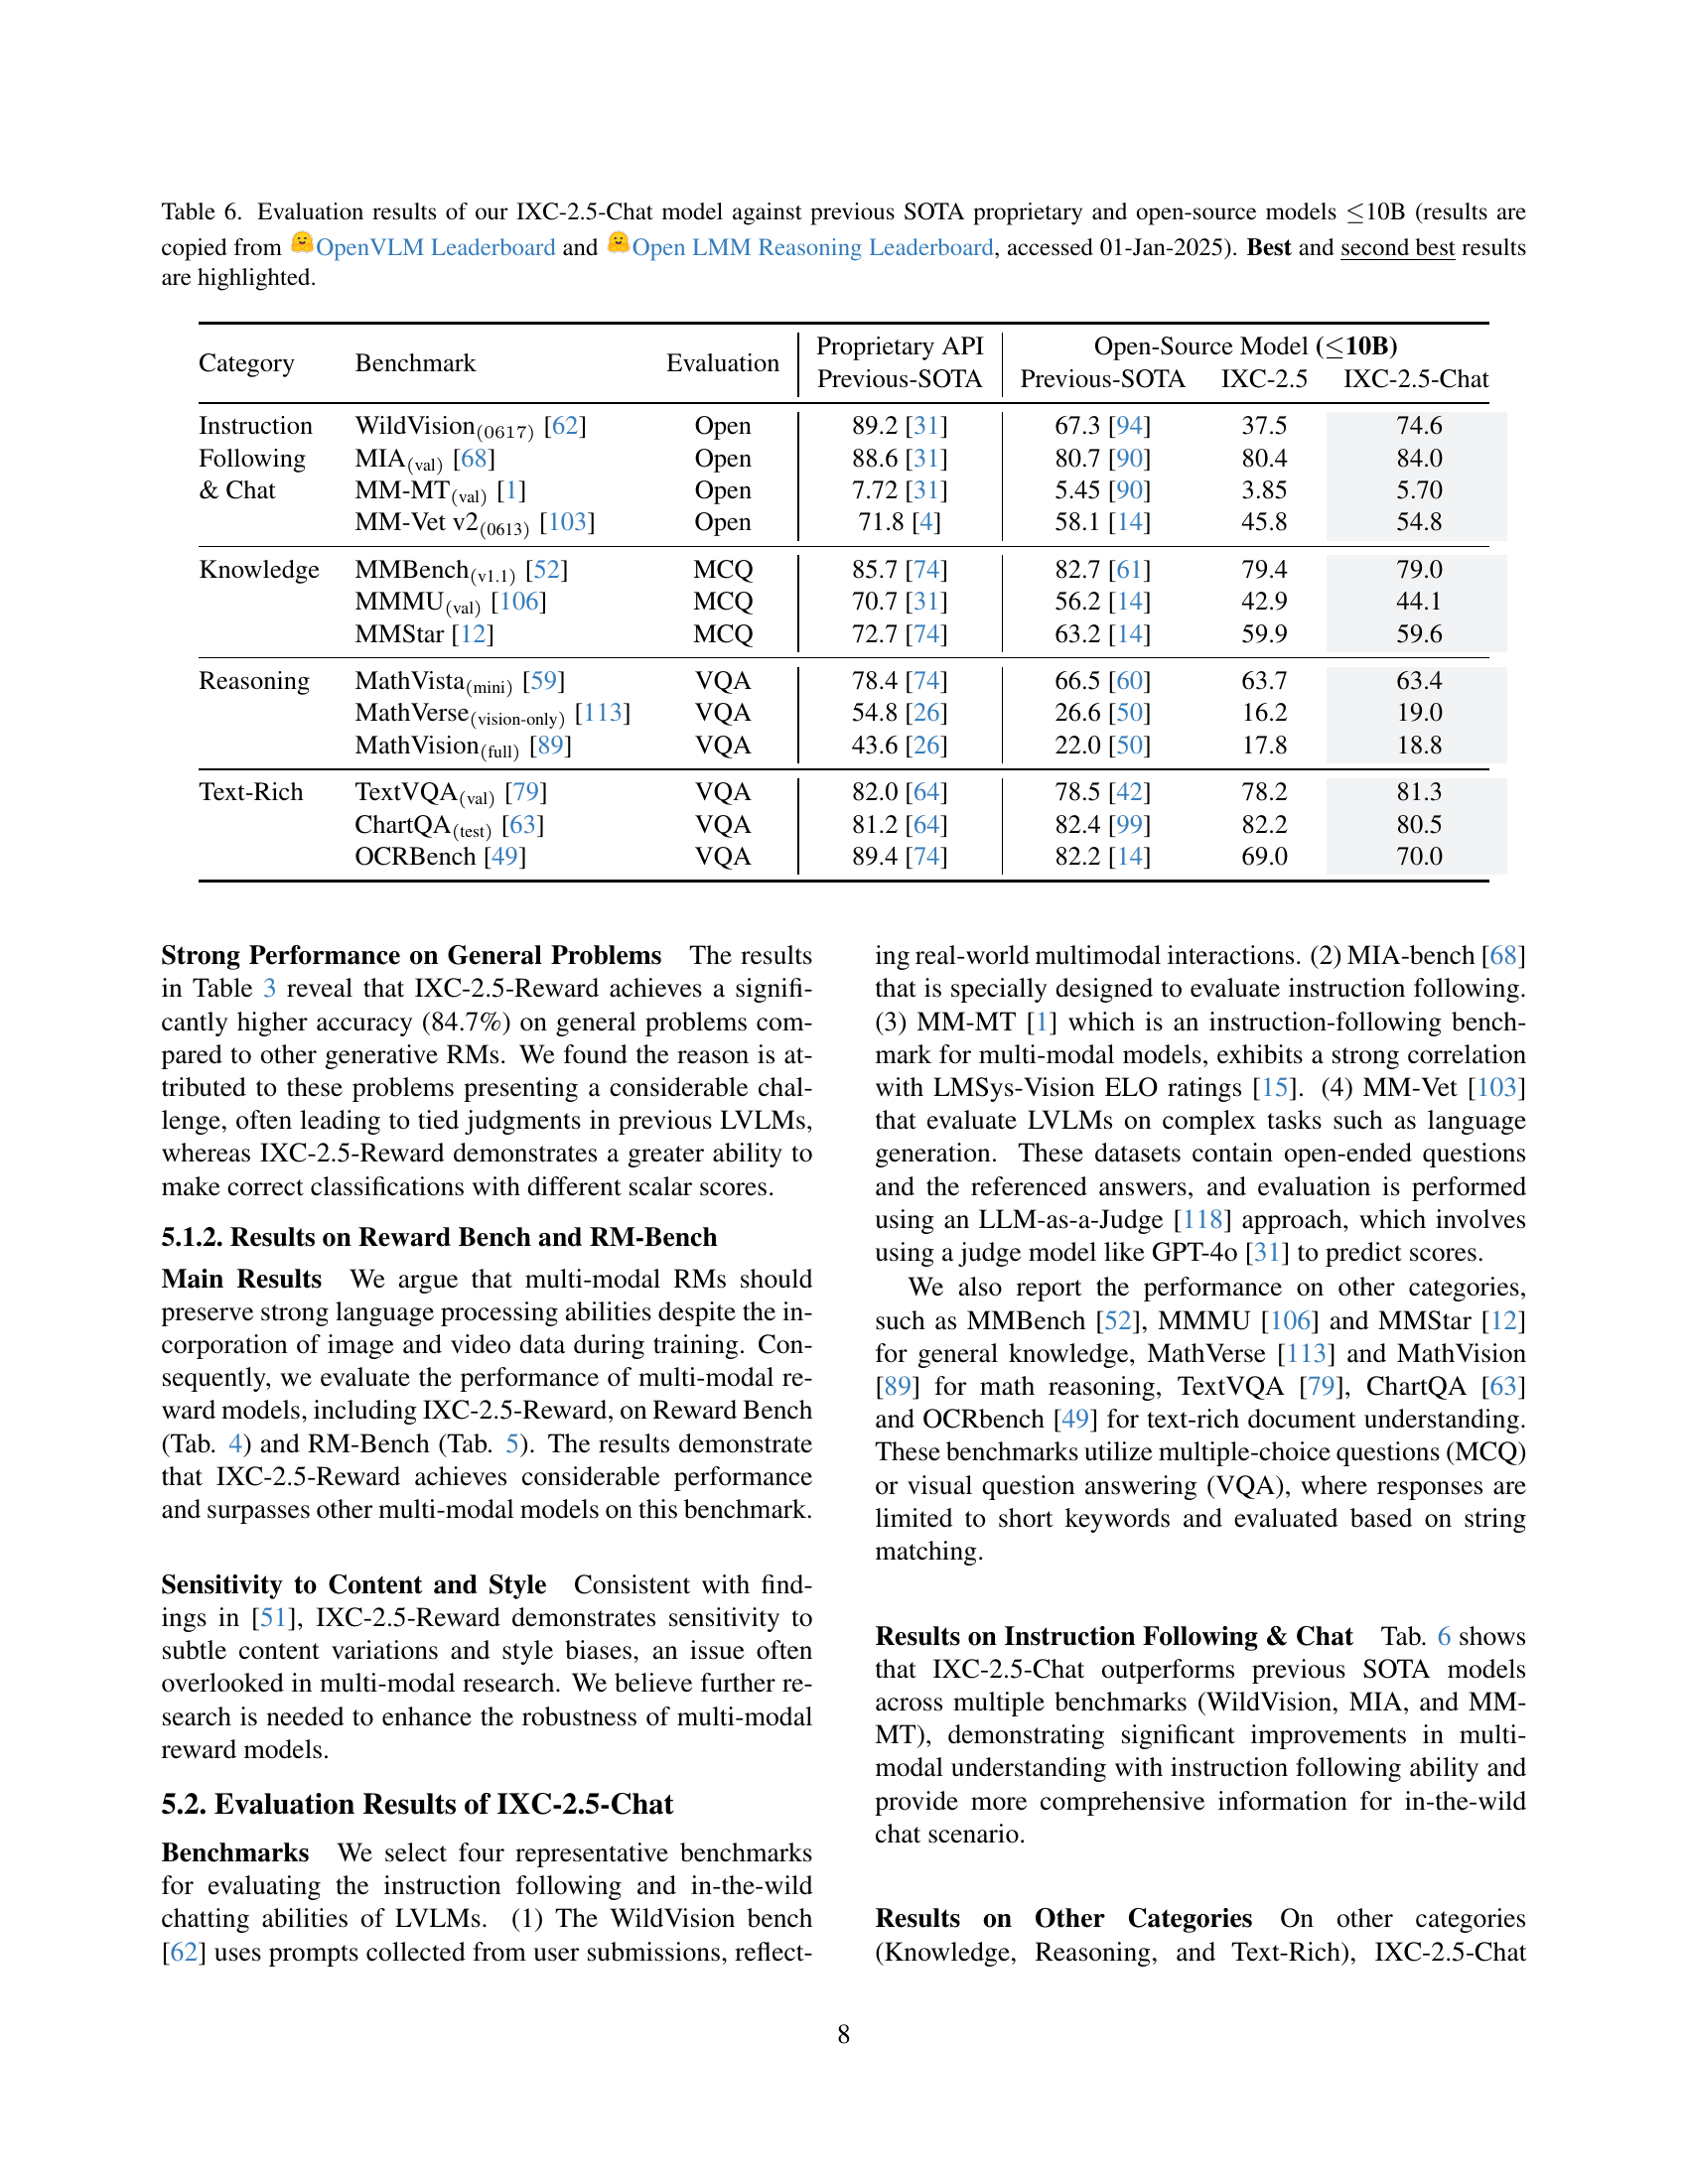 Table 6. Evaluation results of our IXC-2.5-Chat model against previous SOTA proprietary and open-source models ≤10B (results are
copied from 🤗OpenVLM Leaderboard and 🤗Open LMM Reasoning Leaderboard, accessed 01-Jan-2025). Best and second best results
are highlighted.
Category Benchmark Evaluation Proprietary API Open-Source Model (≤10B)
Previous-SOTA Previous-SOTA IXC-2.5 IXC-2.5-Chat
Instruction WildVision(0617) [62] Open 89.2 [31] 67.3 [94] 37.5 74.6
Following MIA(val) [68] Open 88.6 [31] 80.7 [90] 80.4 84.0
& Chat MM-MT(val) [1] Open 7.72 [31] 5.45 [90] 3.85 5.70
MM-Vet v2(0613) [103] Open 71.8 [4] 58.1 [14] 45.8 54.8
Knowledge MMBench(v1.1) [52] MCQ 85.7 [74] 82.7 [61] 79.4 79.0
MMMU(val) [106] MCQ 70.7 [31] 56.2 [14] 42.9 44.1
MMStar [12] MCQ 72.7 [74] 63.2 [14] 59.9 59.6
Reasoning MathVista(mini) [59] VQA 78.4 [74] 66.5 [60] 63.7 63.4
MathVerse(vision-only) [113] VQA 54.8 [26] 26.6 [50] 16.2 19.0
MathVision(full) [89] VQA 43.6 [26] 22.0 [50] 17.8 18.8
Text-Rich TextVQA(val) [79] VQA 82.0 [64] 78.5 [42] 78.2 81.3
ChartQA(test) [63] VQA 81.2 [64] 82.4 [99] 82.2 80.5
OCRBench [49] VQA 89.4 [74] 82.2 [14] 69.0 70.0
Strong Performance on General Problems The results
in Table 3 reveal that IXC-2.5-Reward achieves a signifi-
cantly higher accuracy (84.7%) on general problems com-
pared to other generative RMs. We found the reason is at-
tributed to these problems presenting a considerable chal-
lenge, often leading to tied judgments in previous LVLMs,
whereas IXC-2.5-Reward demonstrates a greater ability to
make correct classifications with different scalar scores.
5.1.2. Results on Reward Bench and RM-Bench
Main Results We argue that multi-modal RMs should
preserve strong language processing abilities despite the in-
corporation of image and video data during training. Con-
sequently, we evaluate the performance of multi-modal re-
ward models, including IXC-2.5-Reward, on Reward Bench
(Tab. 4) and RM-Bench (Tab. 5). The results demonstrate
that IXC-2.5-Reward achieves considerable performance
and surpasses other multi-modal models on this benchmark.
Sensitivity to Content and Style Consistent with find-
ings in [51], IXC-2.5-Reward demonstrates sensitivity to
subtle content variations and style biases, an issue often
overlooked in multi-modal research. We believe further re-
search is needed to enhance the robustness of multi-modal
reward models.
5.2. Evaluation Results of IXC-2.5-Chat
Benchmarks We select four representative benchmarks
for evaluating the instruction following and in-the-wild
chatting abilities of LVLMs. (1) The WildVision bench
[62] uses prompts collected from user submissions, reflect-
ing real-world multimodal interactions. (2) MIA-bench [68]
that is specially designed to evaluate instruction following.
(3) MM-MT [1] which is an instruction-following bench-
mark for multi-modal models, exhibits a strong correlation
with LMSys-Vision ELO ratings [15]. (4) MM-Vet [103]
that evaluate LVLMs on complex tasks such as language
generation. These datasets contain open-ended questions
and the referenced answers, and evaluation is performed
using an LLM-as-a-Judge [118] approach, which involves
using a judge model like GPT-4o [31] to predict scores.
We also report the performance on other categories,
such as MMBench [52], MMMU [106] and MMStar [12]
for general knowledge, MathVerse [113] and MathVision
[89] for math reasoning, TextVQA [79], ChartQA [63]
and OCRbench [49] for text-rich document understanding.
These benchmarks utilize multiple-choice questions (MCQ)
or visual question answering (VQA), where responses are
limited to short keywords and evaluated based on string
matching.
Results on Instruction Following & Chat Tab. 6 shows
that IXC-2.5-Chat outperforms previous SOTA models
across multiple benchmarks (WildVision, MIA, and MM-
MT), demonstrating significant improvements in multi-
modal understanding with instruction following ability and
provide more comprehensive information for in-the-wild
chat scenario.
Results on Other Categories On other categories
(Knowledge, Reasoning, and Text-Rich), IXC-2.5-Chat
8